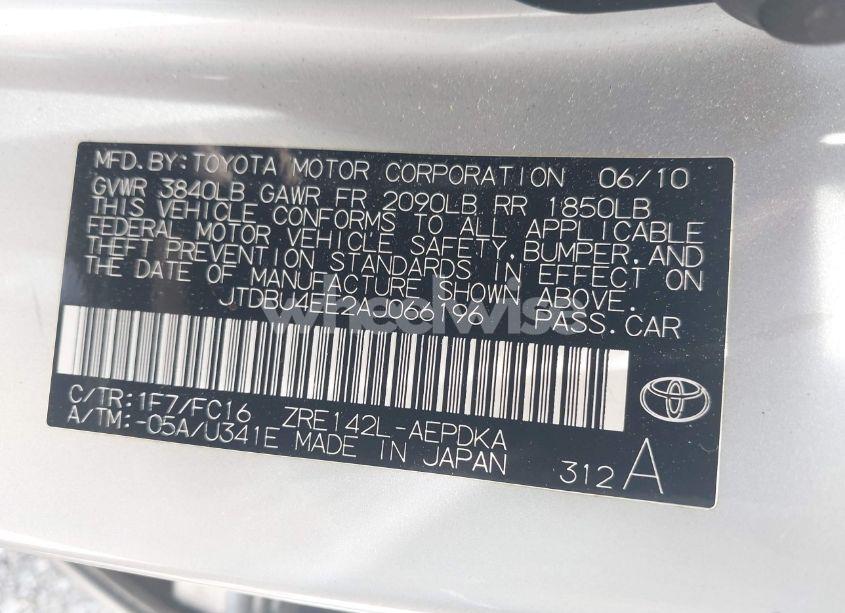 MFD. BY: TOYOTA MOTOR CORPORATION 06/10
GVWR 3840LB GAWR FR 2090LB RR 1850LB
THIS VEHICLE CONFORMS TO ALL APPLICABLE
FEDERAL MOTOR VEHICLE SAFETY, BUMPER, AND
THEFT PREVENTION STANDARDS IN EFFECT ON
THE DATE OF MANUFACTURE SHOWN ABOVE.
JTDBU4EE2AJ066196 PASS. CAR
wheelwise
C/TR: 1F7/FC16 ZRE142L-AEPDKA
A/TM: -05A/U341E MADE IN JAPAN
312 A